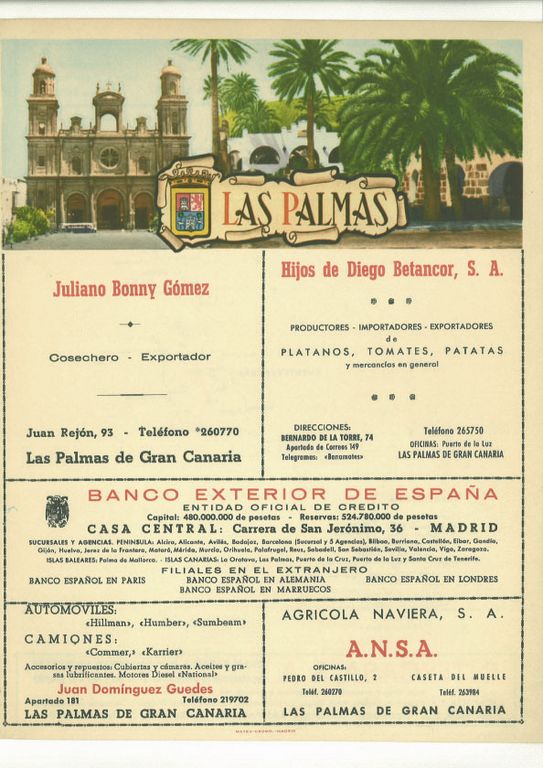 LAS PALMAS
Juliano Bonny Gómez
Cosechero - Exportador
Juan Rejón, 93 - Teléfono *260770
Las Palmas de Gran Canaria
Hijos de Diego Betancor, S. A.
PRODUCTORES - IMPORTADORES - EXPORTADORES
de
PLATANOS, TOMATES, PATATAS
y mercancías en general
DIRECCIONES:
BERNARDO DE LA TORRE, 74
Apartado de Correos 149
Telegramas: «Banamates»
Teléfono 265750
OFICINAS: Puerto de la Luz
LAS PALMAS DE GRAN CANARIA
BANCO EXTERIOR DE ESPAÑA
ENTIDAD OFICIAL DE CREDITO
Capital: 480.000.000 de pesetas - Reservas: 524.780.000 de pesetas
CASA CENTRAL: Carrera de San Jerónimo, 36 - MADRID
SUCURSALES Y AGENCIAS. PENINSULA: Alcira, Alicante, Avilés, Badajoz, Barcelona (Sucursal y 5 Agencias), Bilbao, Burriana, Castellón, Eibar, Gandía,
Gijón, Huelva, Jerez de la Frontera, Mataró, Mérida, Murcia, Orihuela, Palafrugel, Reus, Sabadell, San Sebastián, Sevilla, Valencia, Vigo, Zaragoza.
ISLAS BALEARES: Palma de Mallorca. - ISLAS CANARIAS: La Orotava, Las Palmas, Puerto de la Cruz, Puerto de la Luz y Santa Cruz de Tenerife.
FILIALES EN EL EXTRANJERO
BANCO ESPAÑOL EN PARIS BANCO ESPAÑOL EN ALEMANIA BANCO ESPAÑOL EN LONDRES
BANCO ESPAÑOL EN MARRUECOS
AUTOMOVILES:
«Hillman», «Humber», «Sumbeam»
CAMIONES:
«Commer,» «Karrier»
Accesorios y repuestos: Cubiertas y cámaras. Aceites y gra-
sas lubrificantes. Motores Diesel «National»
Juan Domínguez Guedes
Apartado 181 Teléfono 219702
LAS PALMAS DE GRAN CANARIA
AGRICOLA NAVIERA, S. A.
A.N.S.A.
OFICINAS:
PEDRO DEL CASTILLO, 2 CASETA DEL MUELLE
Teléf. 260270 Teléf. 263984
LAS PALMAS DE GRAN CANARIA
MATEU-CROMO.-MADRID